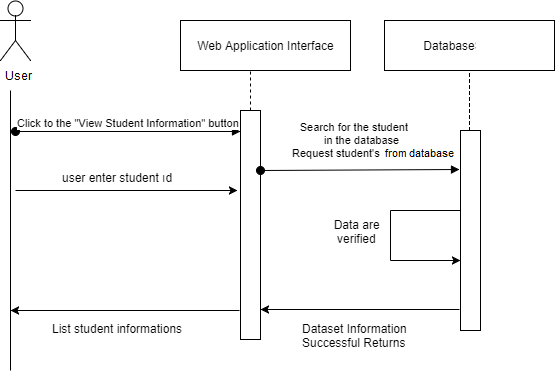 Web Application Interface
Database
User
Click to the "View Student Information" button
Search for the student
in the database
Request student's from database
user enter student id
Data are
verified
List student informations
Dataset Information
Successful Returns